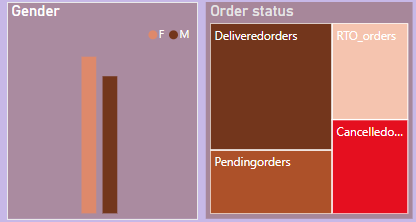 Gender
F M
Order status
Deliveredorders
RTO_orders
Pendingorders
Cancelledo...